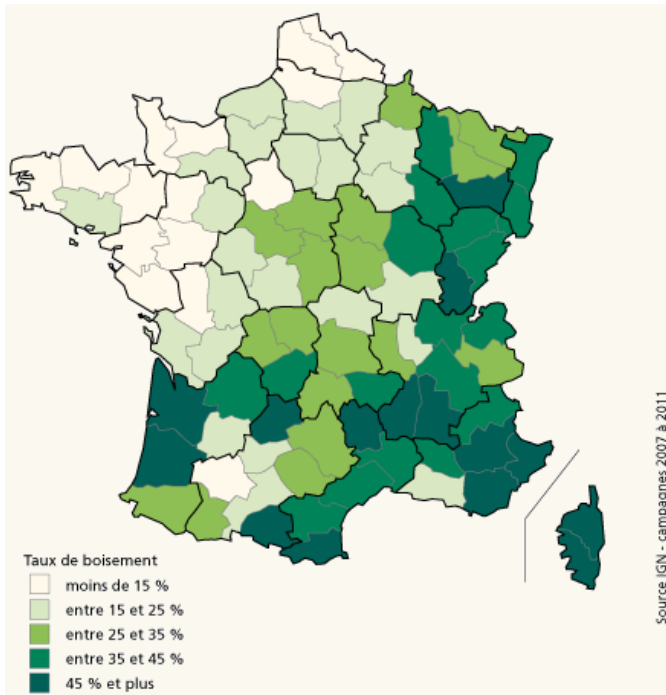 Taux de boisement
moins de 15 %
entre 15 et 25 %
entre 25 et 35 %
entre 35 et 45 %
45 % et plus
Source IGN - campagnes 2007 à 2011